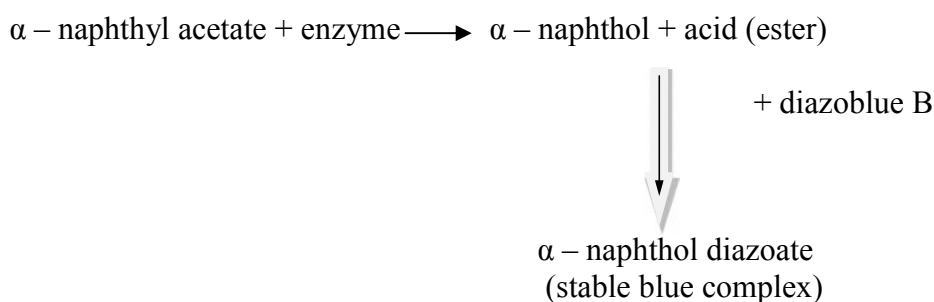 α – naphthyl acetate + enzyme α – naphthol + acid (ester)
+ diazoblue B
α – naphthol diazoate
(stable blue complex)